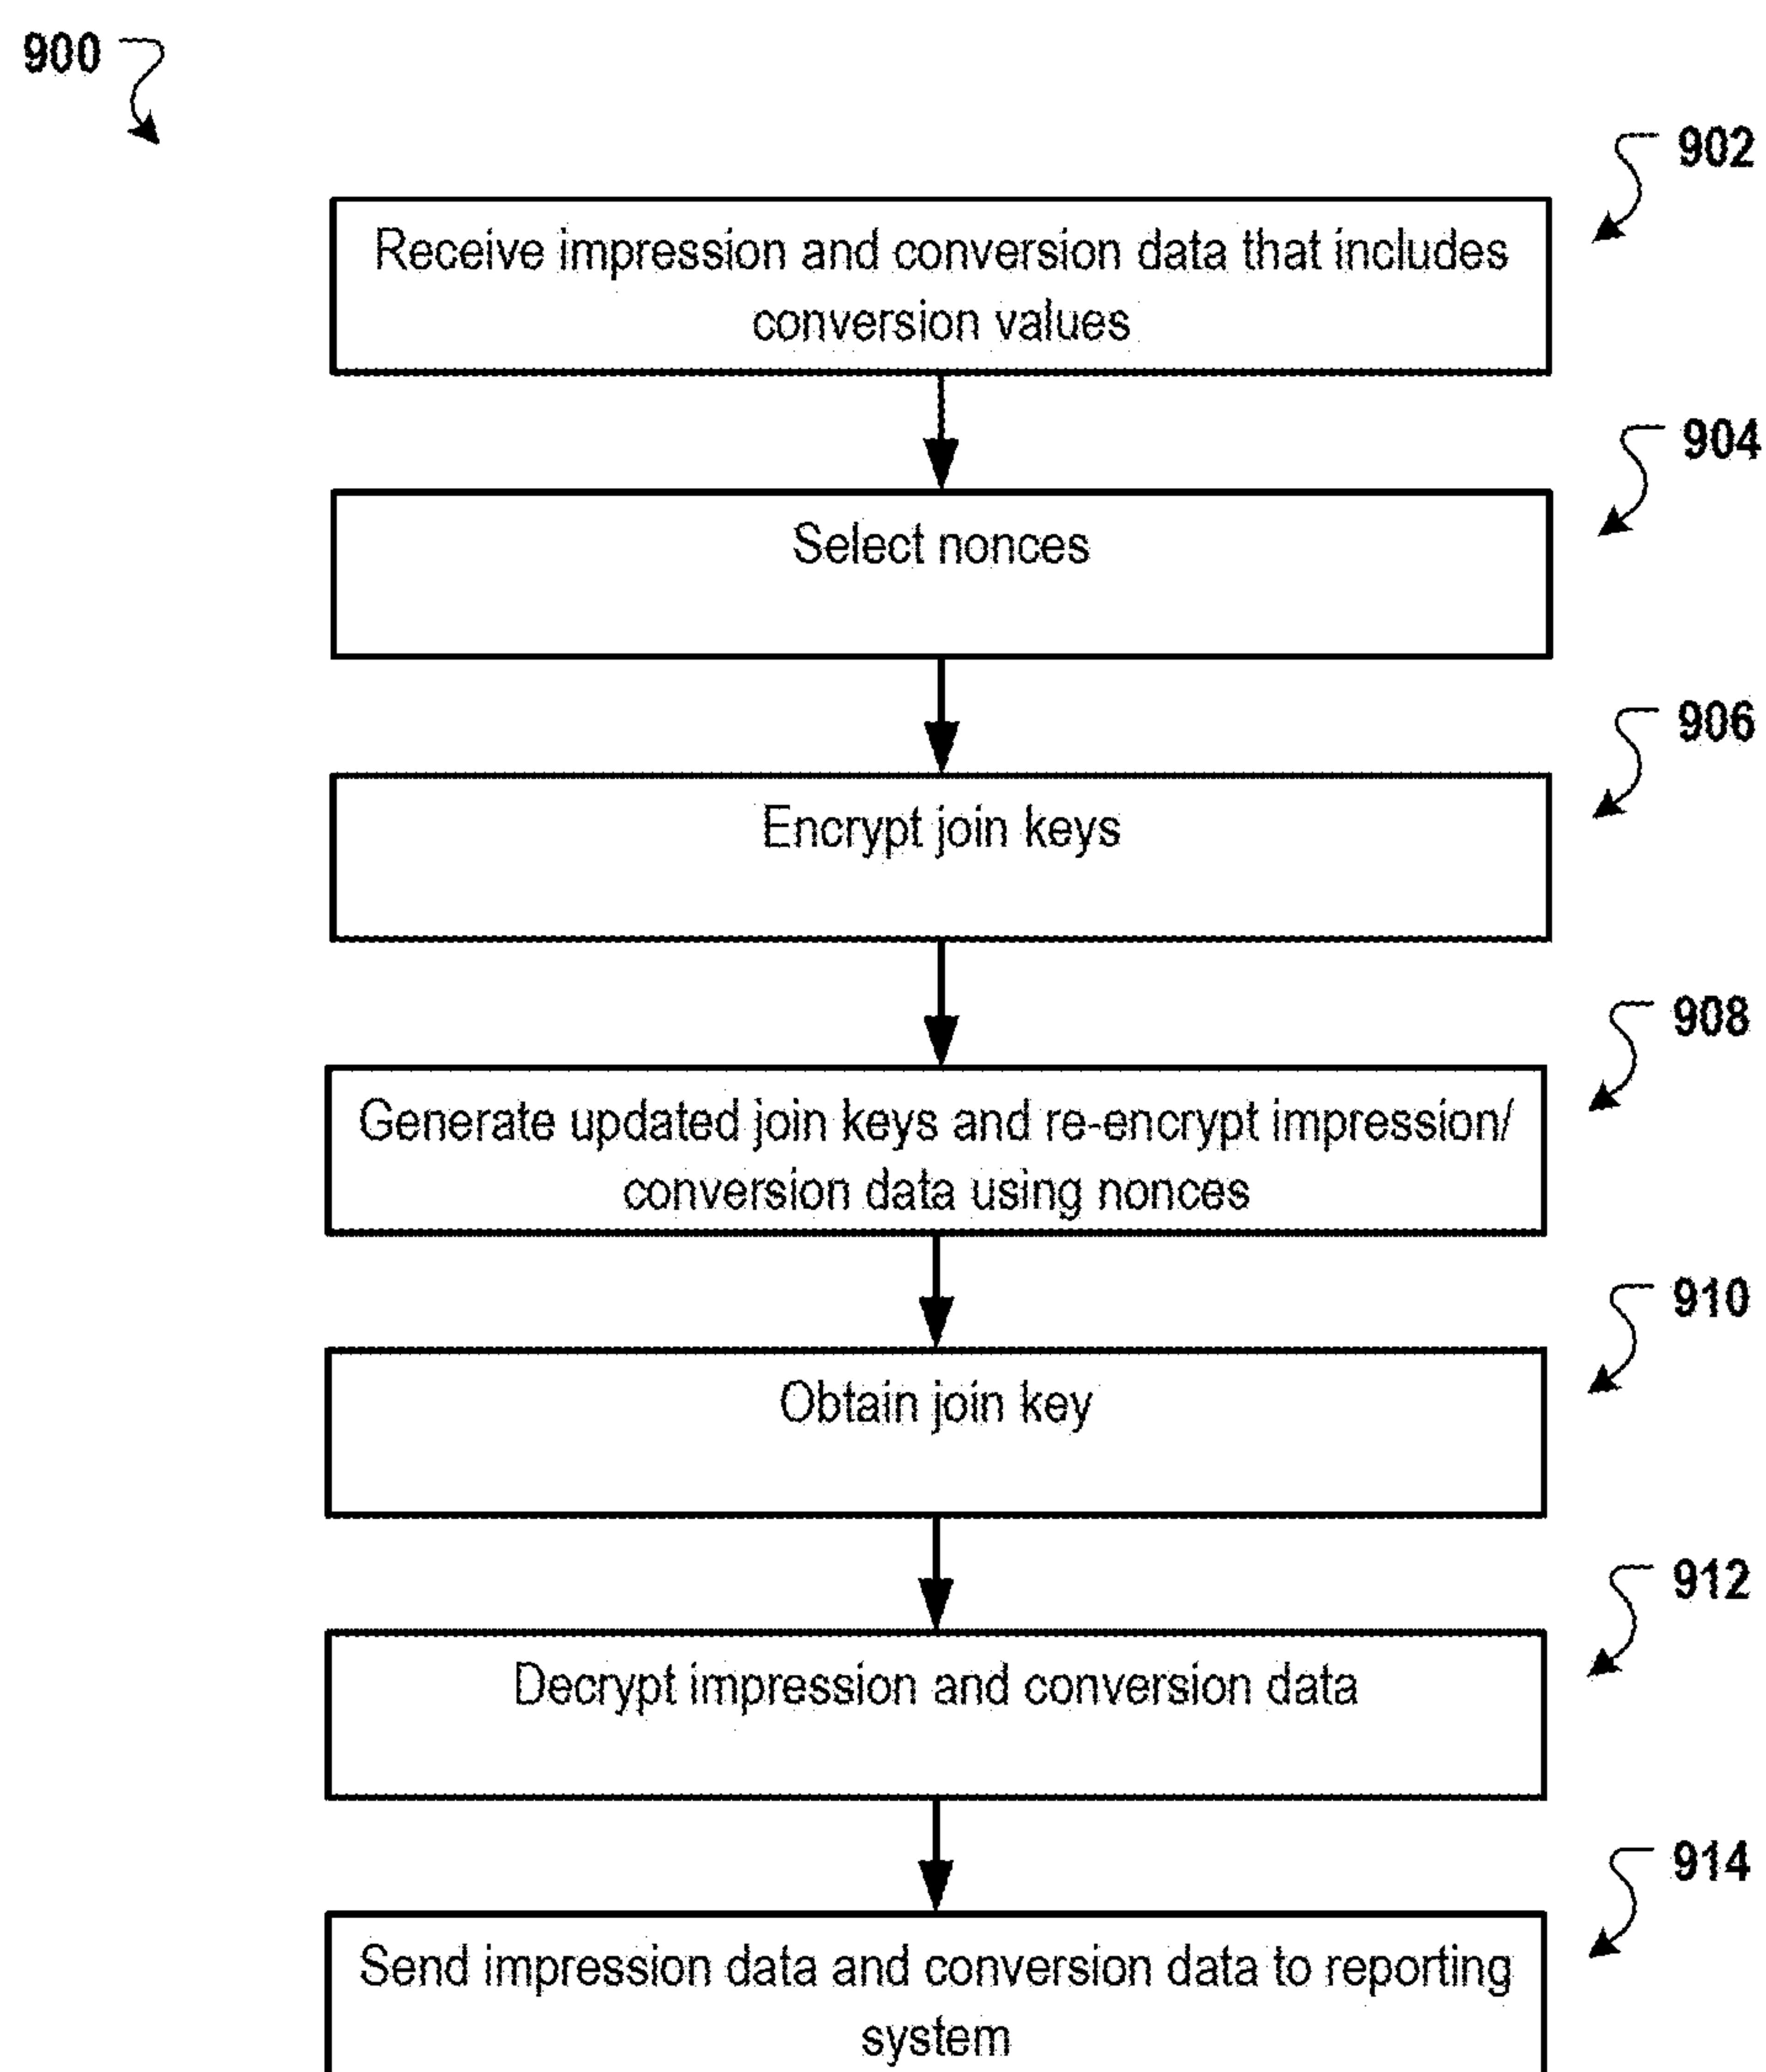 900
902
Receive impression and conversion data that includes
conversion values
904
Select nonces
906
Encrypt join keys
908
Generate updated join keys and re-encrypt impression/
conversion data using nonces
910
Obtain join key
912
Decrypt impression and conversion data
914
Send impression data and conversion data to reporting
system